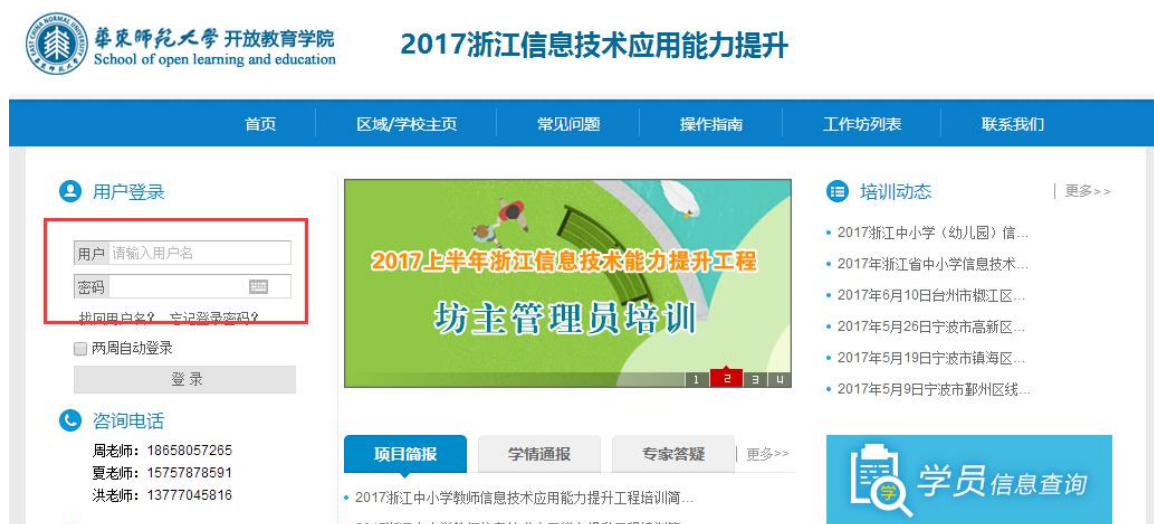 華東師範大學 开放教育学院
School of open learning and education
2017浙江信息技术应用能力提升
首页 区域/学校主页 常见问题 操作指南 工作坊列表 联系我们
用户登录
用户 请输入用户名
密码
找回用户名? 忘记登录密码?
两周自动登录
登 录
咨询电话
周老师：18658057265
夏老师：15757878591
洪老师：13777045816
2017上半年浙江信息技术能力提升工程
坊主管理员培训
1 2 3 4
项目简报 学情通报 专家答疑 更多>>
2017浙江中小学教师信息技术应用能力提升工程培训简...
培训动态 更多>>
2017浙江中小学（幼儿园）信...
2017年浙江省中小学信息技术...
2017年6月10日台州市椒江区...
2017年5月26日宁波市高新区...
2017年5月19日宁波市镇海区...
2017年5月9日宁波市鄞州区线...
学员信息查询